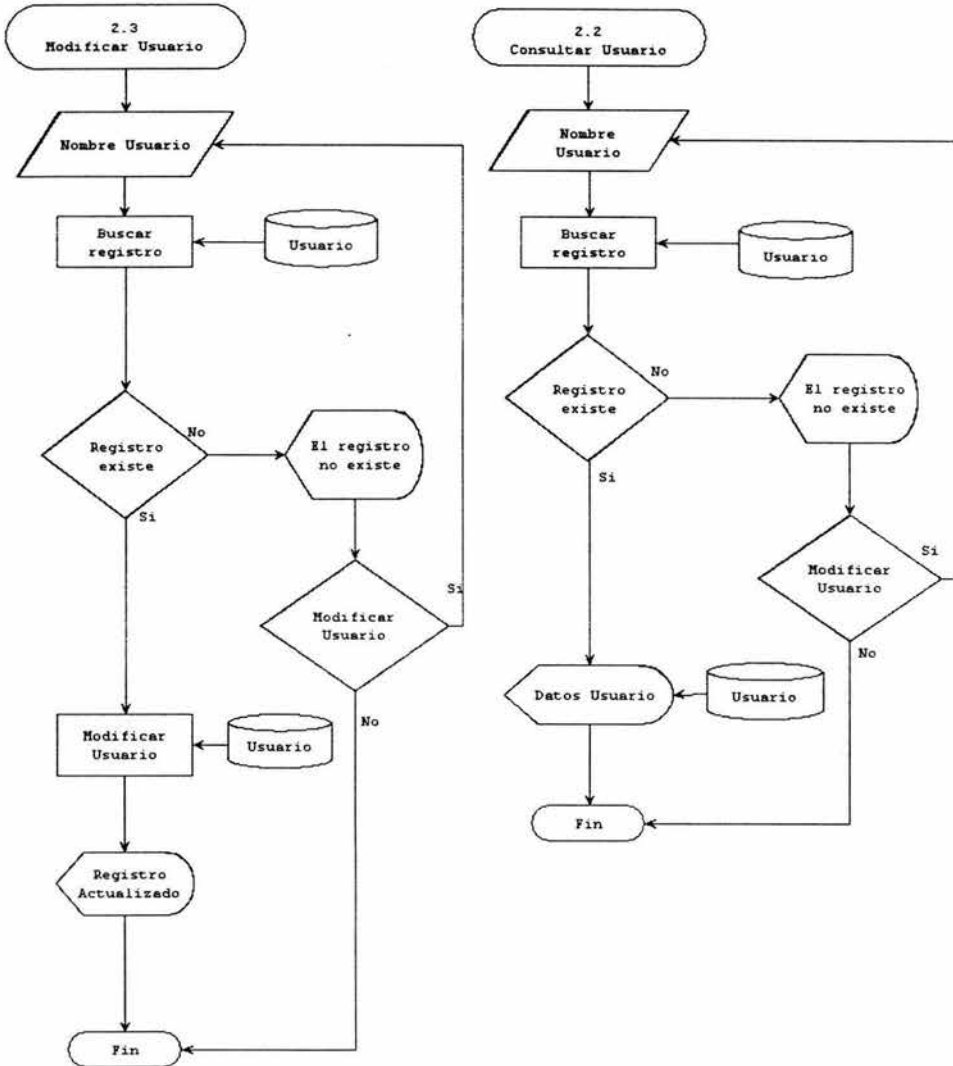 2.3
Modificar Usuario
Nombre Usuario
Buscar
registro
Usuario
Registro
existe
No
Si
El registro
no existe
Modificar
Usuario
Si
No
Modificar
Usuario
Usuario
Registro
Actualizado
Fin
2.2
Consultar Usuario
Nombre
Usuario
Buscar
registro
Usuario
Registro
existe
No
Si
El registro
no existe
Modificar
Usuario
Si
No
Datos Usuario
Usuario
Fin